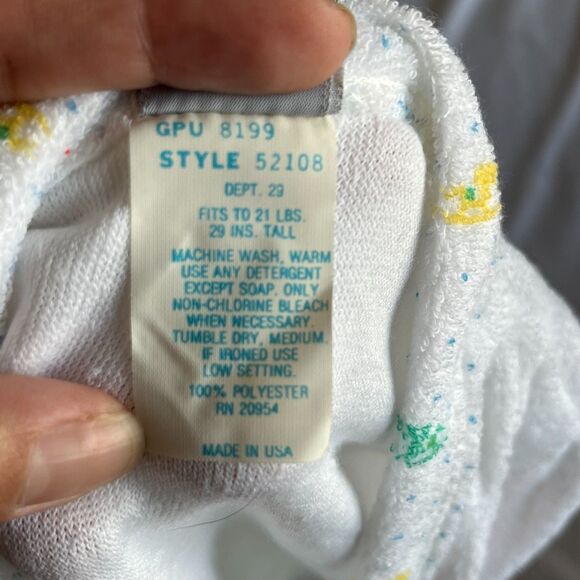 GPU 8199
STYLE 52108
DEPT. 29
FITS TO 21 LBS.
29 INS. TALL
MACHINE WASH, WARM
USE ANY DETERGENT
EXCEPT SOAP. ONLY
NON-CHLORINE BLEACH
WHEN NECESSARY.
TUMBLE DRY, MEDIUM.
IF IRONED USE
LOW SETTING.
100% POLYESTER
RN 20954
MADE IN USA